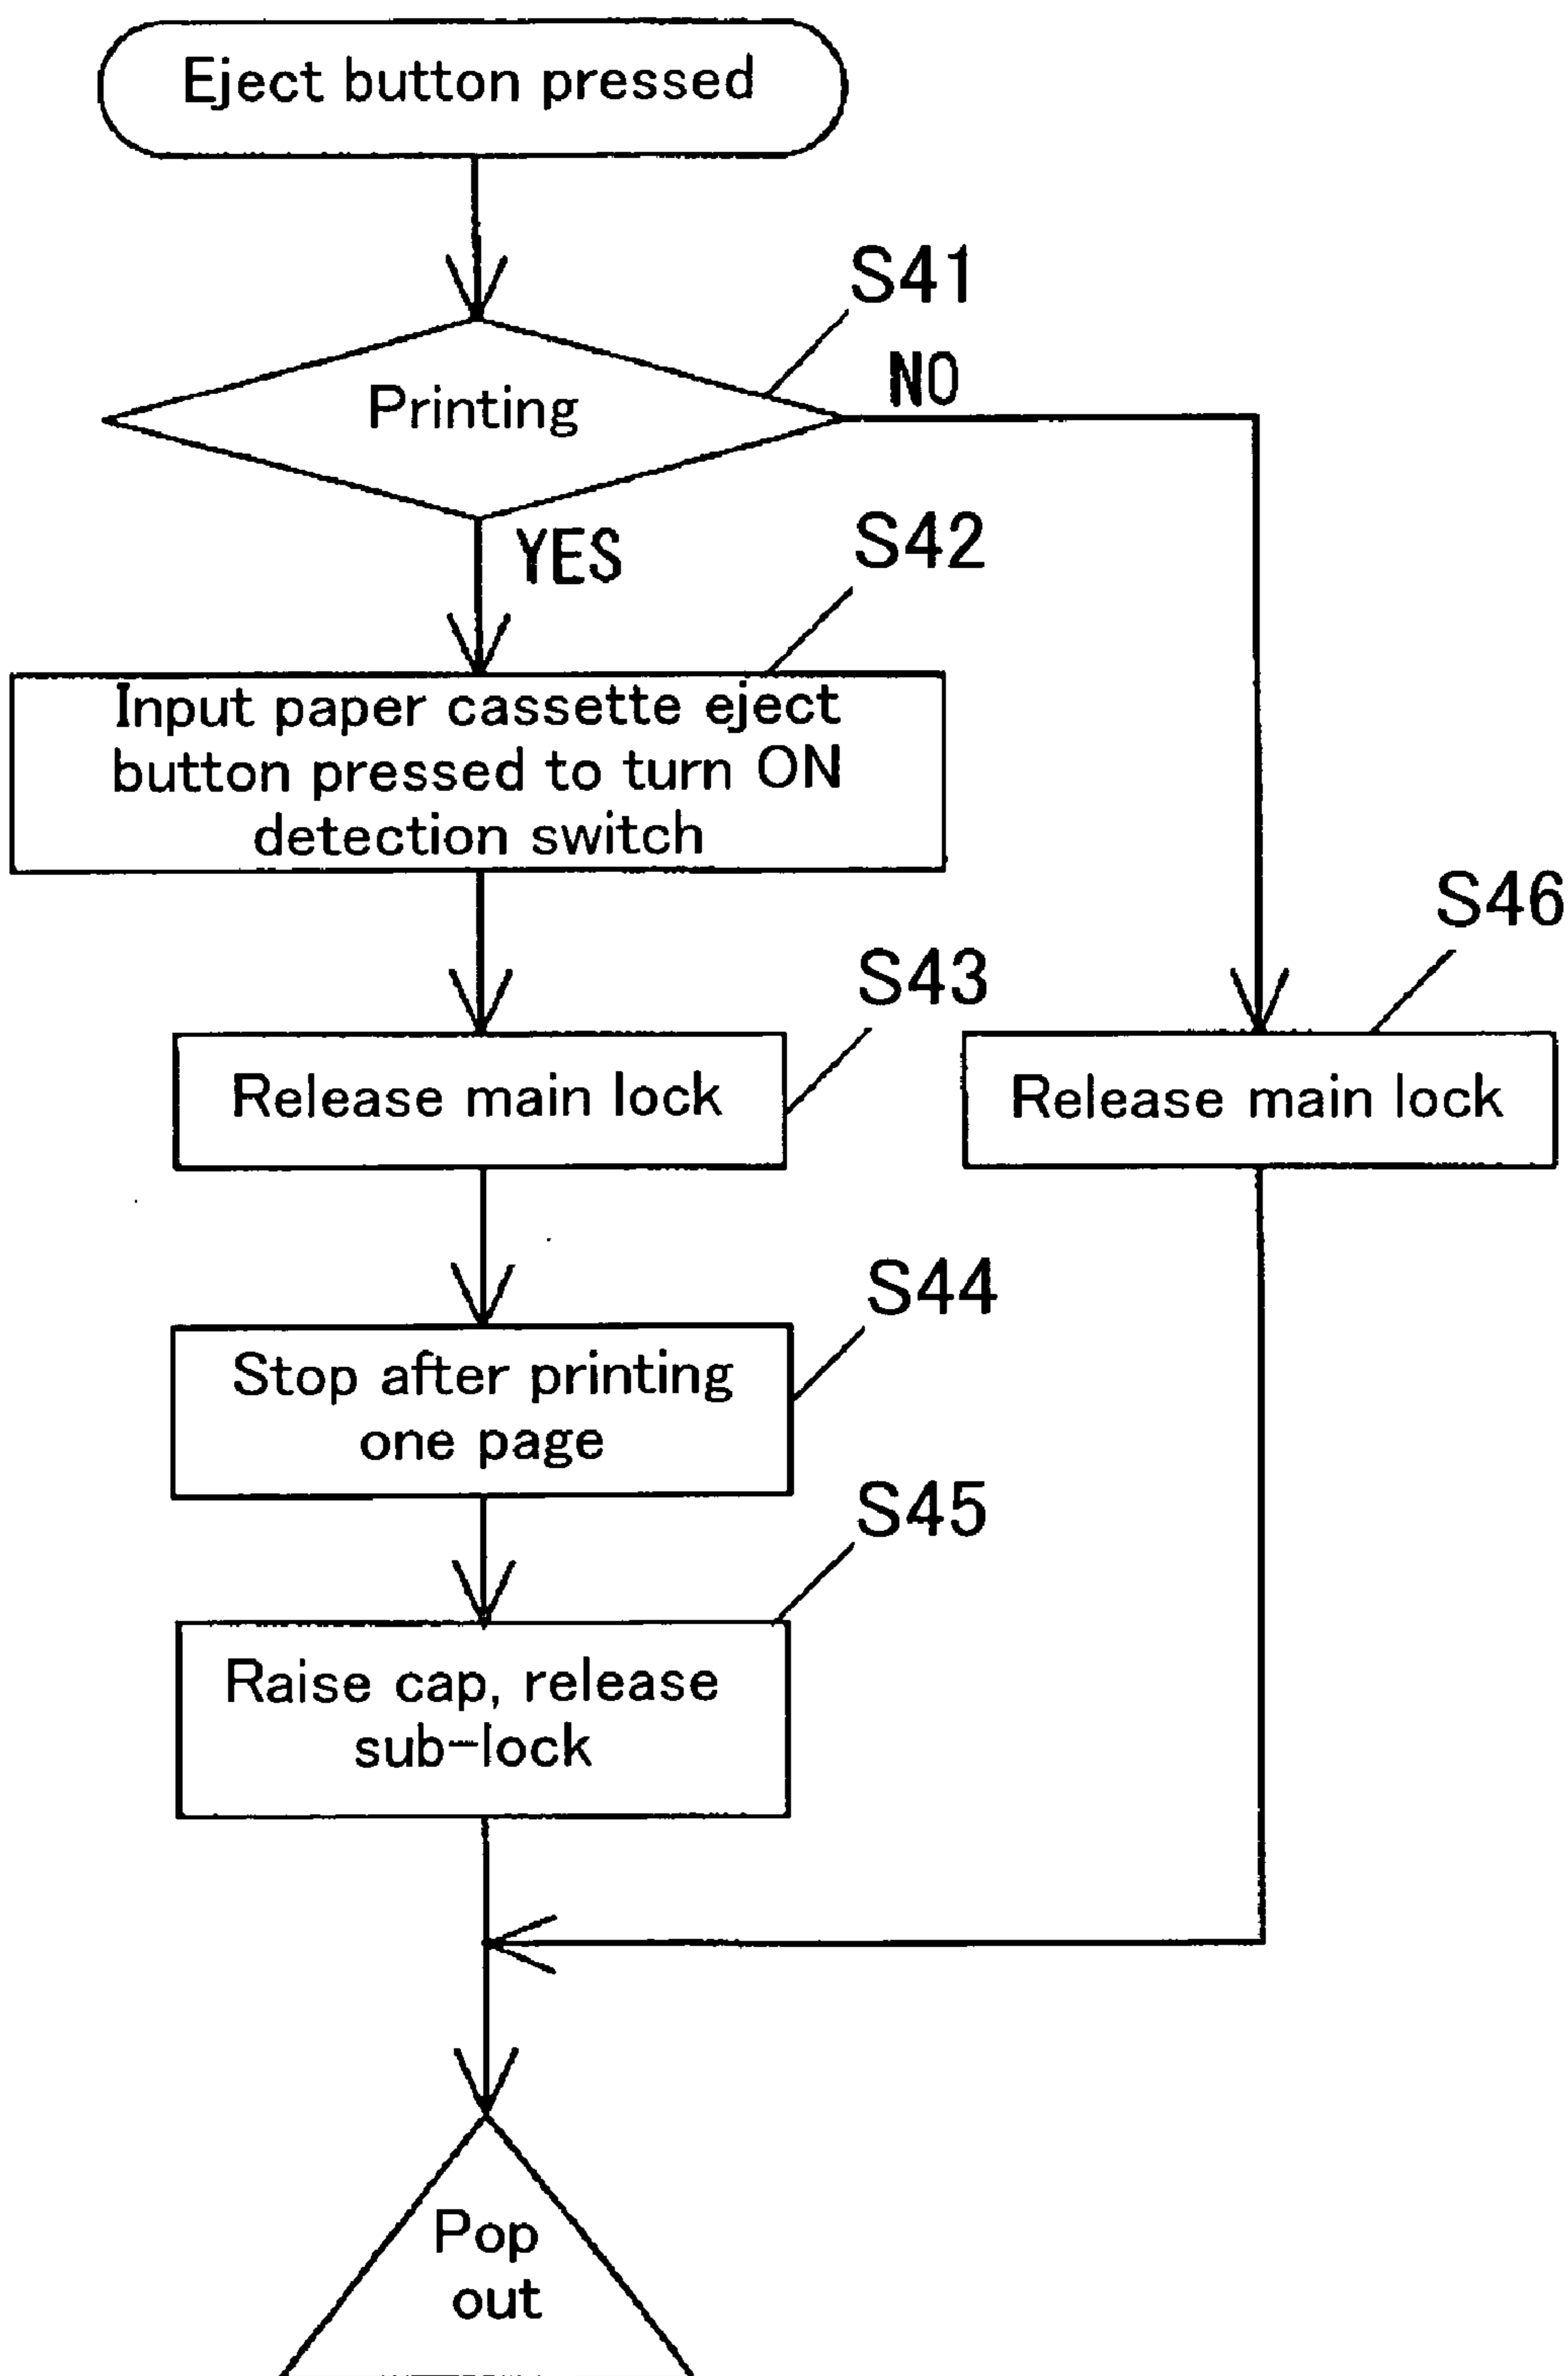 Eject button pressed
S41
Printing
NO
YES
S42
Input paper cassette eject
button pressed to turn ON
detection switch
S43
Release main lock
S46
Release main lock
S44
Stop after printing
one page
S45
Raise cap, release
sub-lock
Pop
out